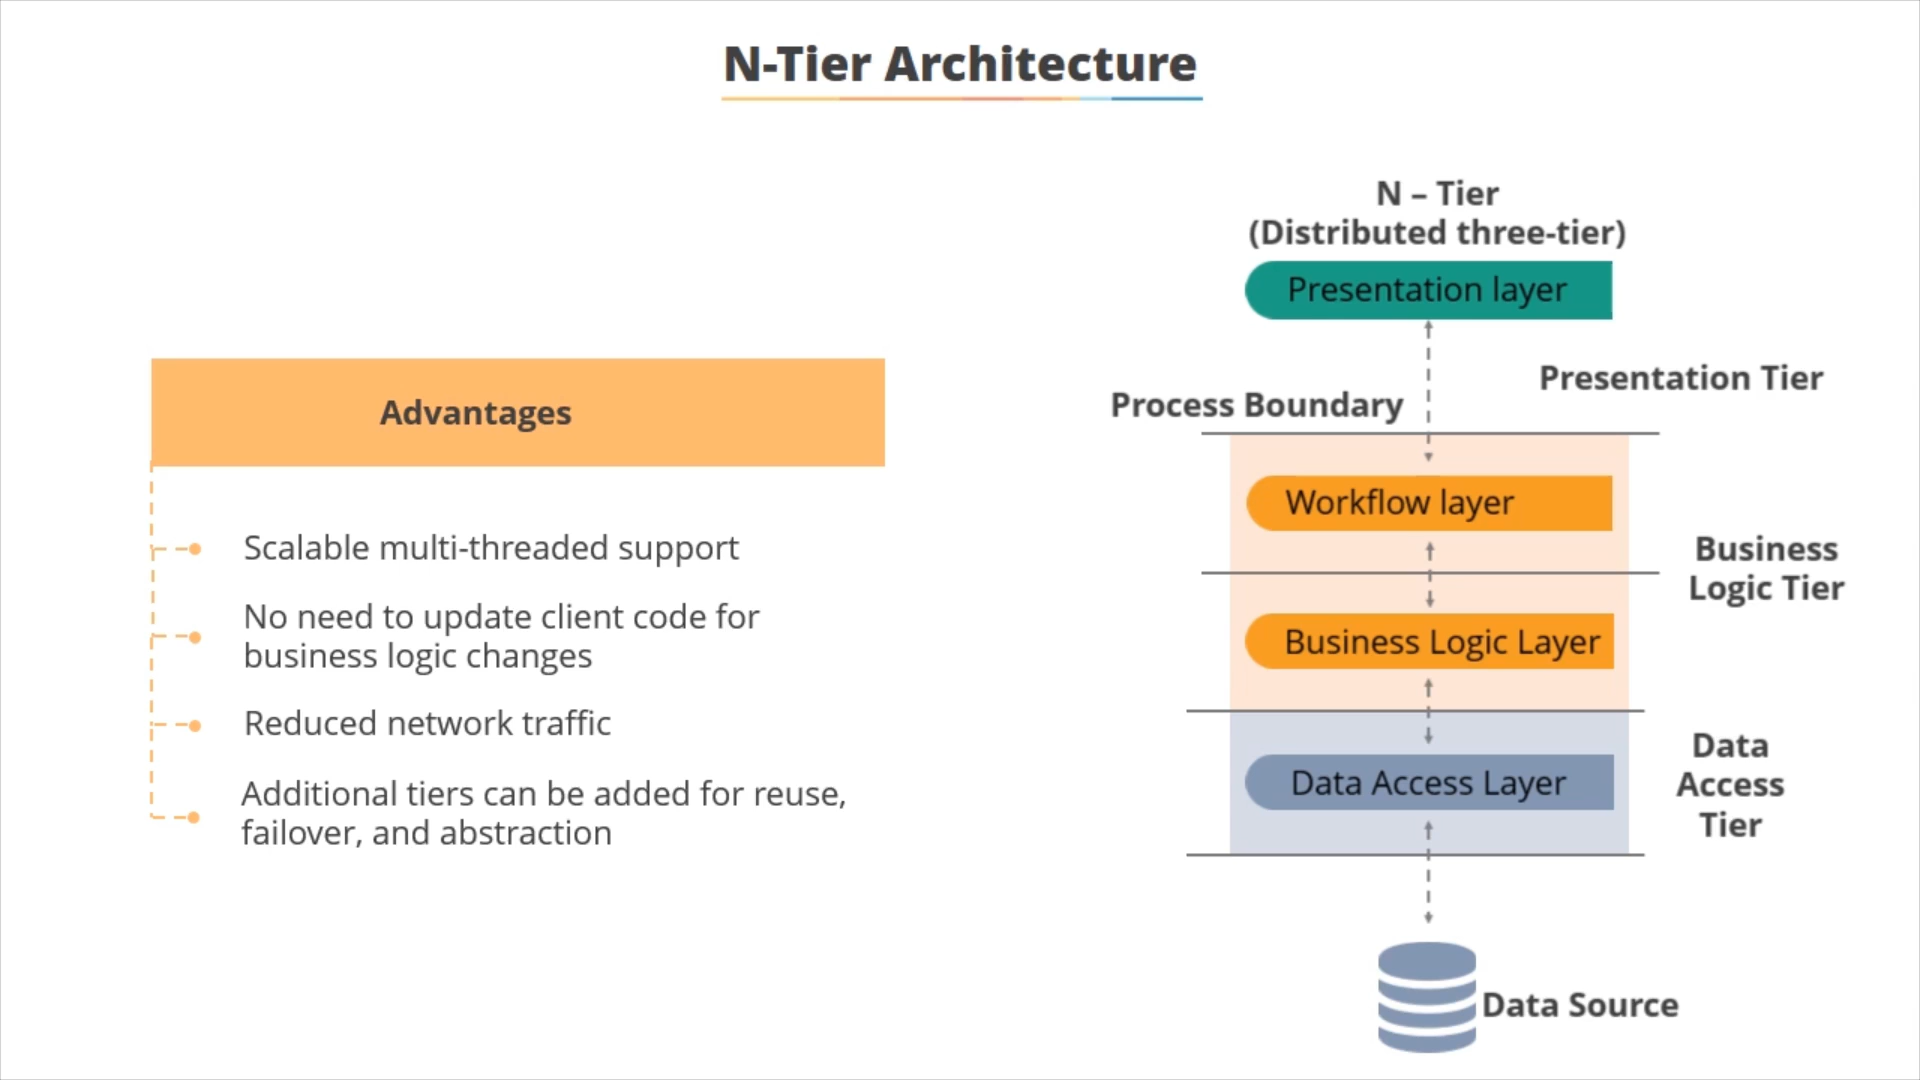 N-Tier Architecture
Advantages
Scalable multi-threaded support
No need to update client code for
business logic changes
Reduced network traffic
Additional tiers can be added for reuse,
failover, and abstraction
N – Tier
(Distributed three-tier)
Presentation layer
Presentation Tier
Process Boundary
Workflow layer
Business
Logic Tier
Business Logic Layer
Data
Access
Tier
Data Access Layer
Data Source